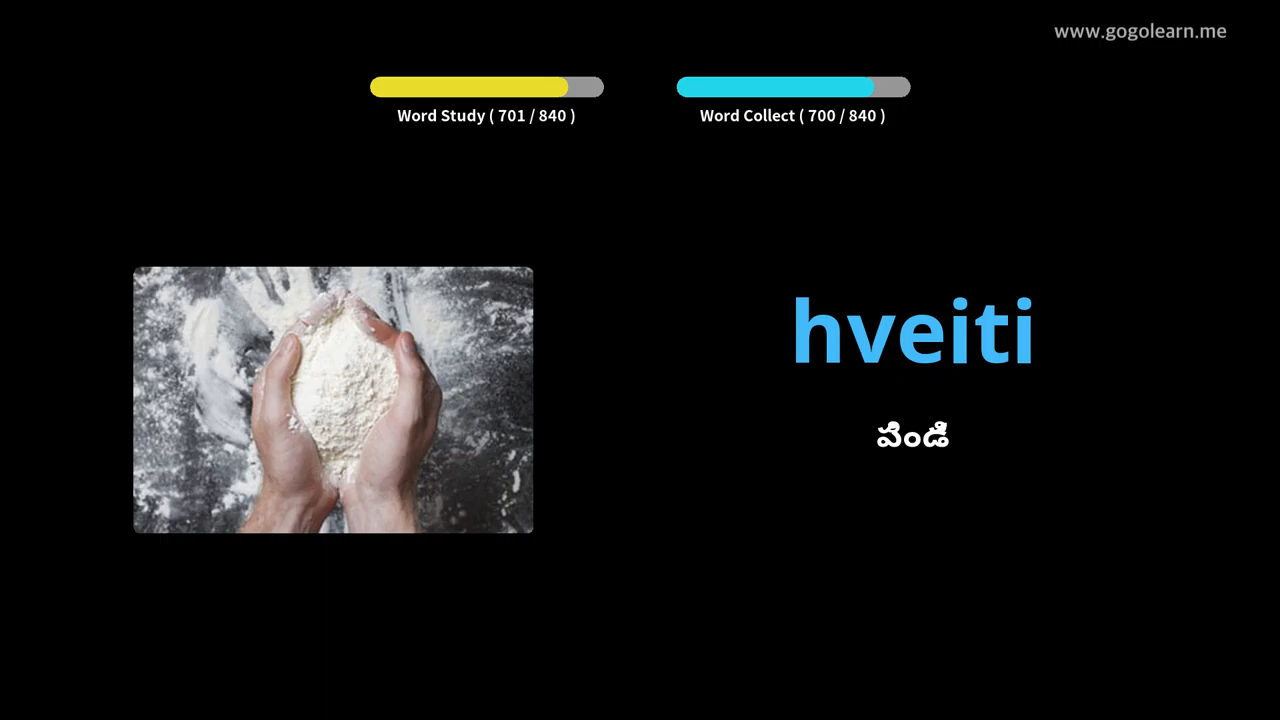 www.gogolearn.me
Word Study ( 701 / 840 )
Word Collect ( 700 / 840 )
hveiti
పిండి